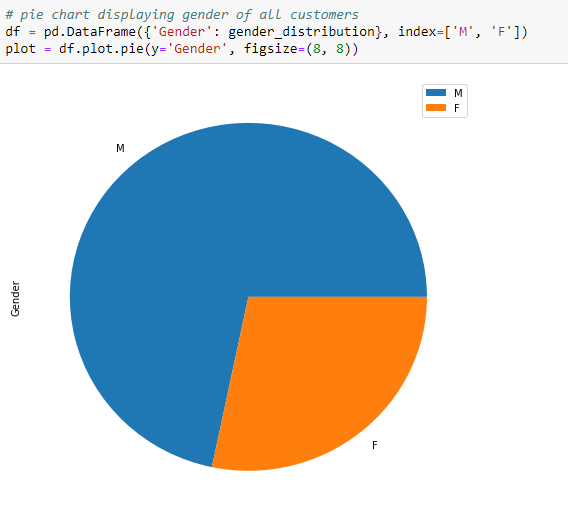 # pie chart displaying gender of all customers
df = pd.DataFrame({'Gender': gender_distribution}, index=['M', 'F'])
plot = df.plot.pie(y='Gender', figsize=(8, 8))
M
F
M
Gender
F